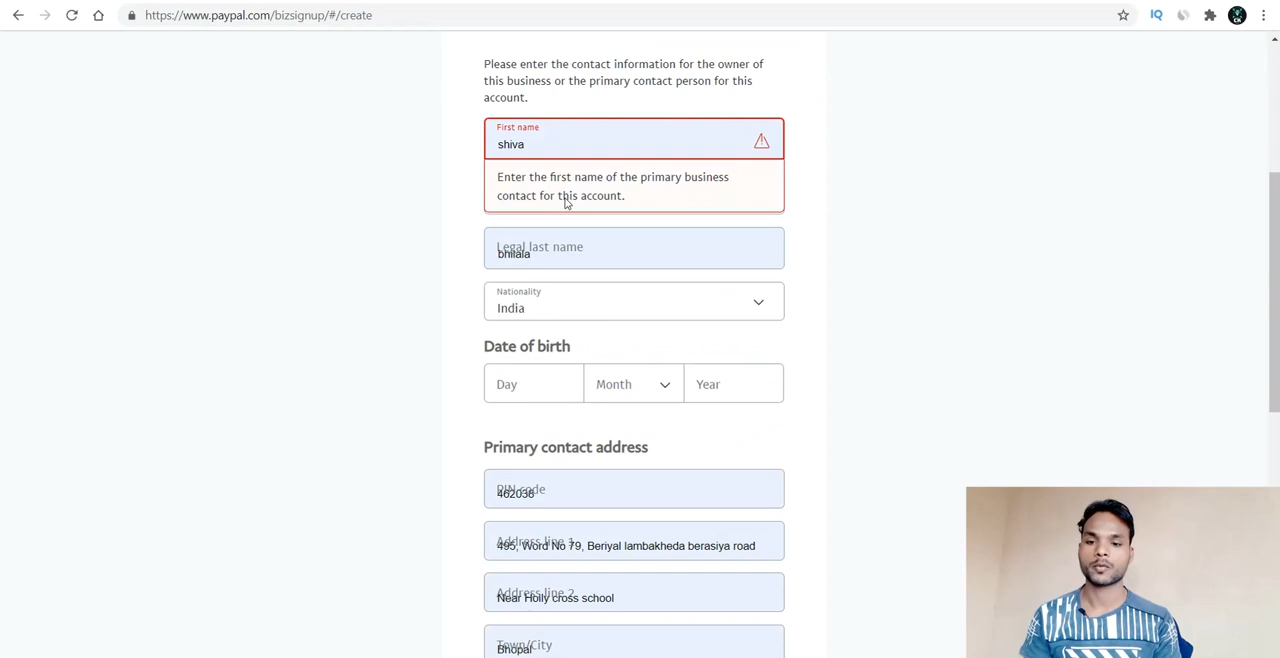 https://www.paypal.com/bizsignup/#/create
IQ
Please enter the contact information for the owner of
this business or the primary contact person for this
account.
First name
shiva
Enter the first name of the primary business
contact for this account.
Legal last name
bhilala
Nationality
India
Date of birth
Day
Month
Year
Primary contact address
PIN code
462038
Address line 1
495, Word No 79, Beriyal lambakheda berasiya road
Address line 2
Near Holly cross school
Town/City
Bhopal